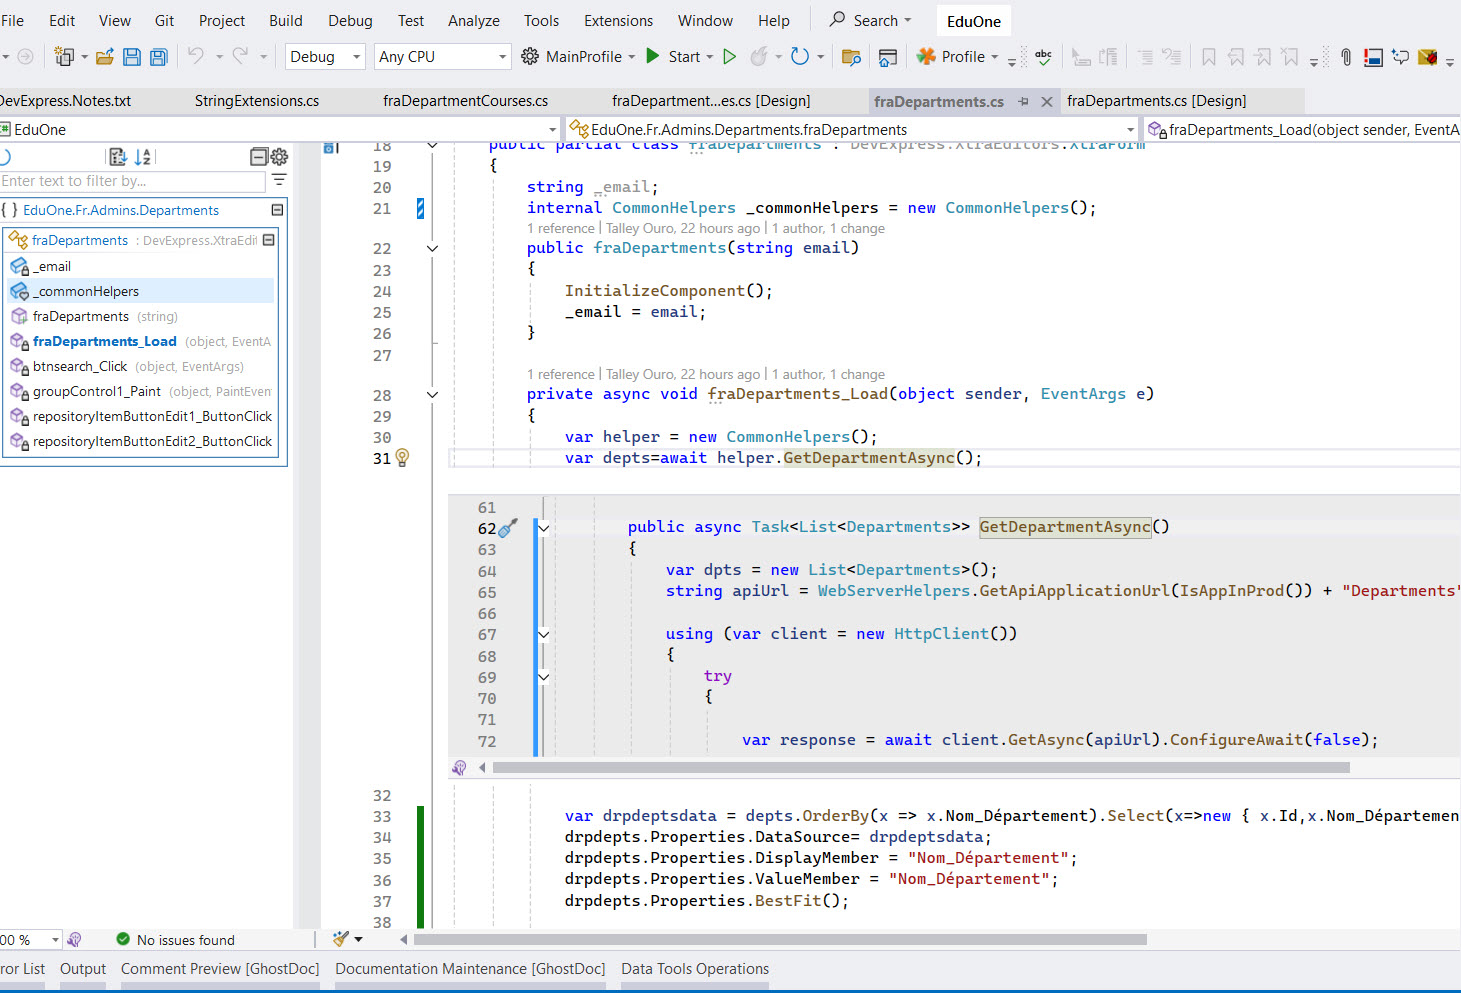 File Edit View Git Project Build Debug Test Analyze Tools Extensions Window Help Search EduOne
Debug Any CPU MainProfile Start Profile abc
DevExpress.Notes.txt StringExtensions.cs fraDepartmentCourses.cs fraDepartment...es.cs [Design] fraDepartments.cs fraDepartments.cs [Design]
EduOne EduOne.Fr.Admins.Departments.fraDepartments fraDepartments_Load(object sender, EventA
Enter text to filter by...
{ } EduOne.Fr.Admins.Departments
fraDepartments : DevExpress.XtraEdit
_email
_commonHelpers
fraDepartments (string)
fraDepartments_Load (object, EventA
btnsearch_Click (object, EventArgs)
groupControl1_Paint (object, PaintEven
repositoryItemButtonEdit1_ButtonClick
repositoryItemButtonEdit2_ButtonClick
18 public partial class fraDepartments : DevExpress.XtraEditors.XtraForm
19 {
20 string _email;
21 internal CommonHelpers _commonHelpers = new CommonHelpers();
1 reference | Talley Ouro, 22 hours ago | 1 author, 1 change
22 public fraDepartments(string email)
23 {
24 InitializeComponent();
25 _email = email;
26 }
27
1 reference | Talley Ouro, 22 hours ago | 1 author, 1 change
28 private async void fraDepartments_Load(object sender, EventArgs e)
29 {
30 var helper = new CommonHelpers();
31 var depts=await helper.GetDepartmentAsync();
61
62 public async Task<List<Departments>> GetDepartmentAsync()
63 {
64 var dpts = new List<Departments>();
65 string apiUrl = WebServerHelpers.GetApiApplicationUrl(IsAppInProd()) + "Departments"
66
67 using (var client = new HttpClient())
68 {
69 try
70 {
71
72 var response = await client.GetAsync(apiUrl).ConfigureAwait(false);
32
33 var drpdeptsdata = depts.OrderBy(x => x.Nom_Département).Select(x=>new { x.Id,x.Nom_Départemen
34 drpdepts.Properties.DataSource= drpdeptsdata;
35 drpdepts.Properties.DisplayMember = "Nom_Département";
36 drpdepts.Properties.ValueMember = "Nom_Département";
37 drpdepts.Properties.BestFit();
38
00 % No issues found
ror List Output Comment Preview [GhostDoc] Documentation Maintenance [GhostDoc] Data Tools Operations